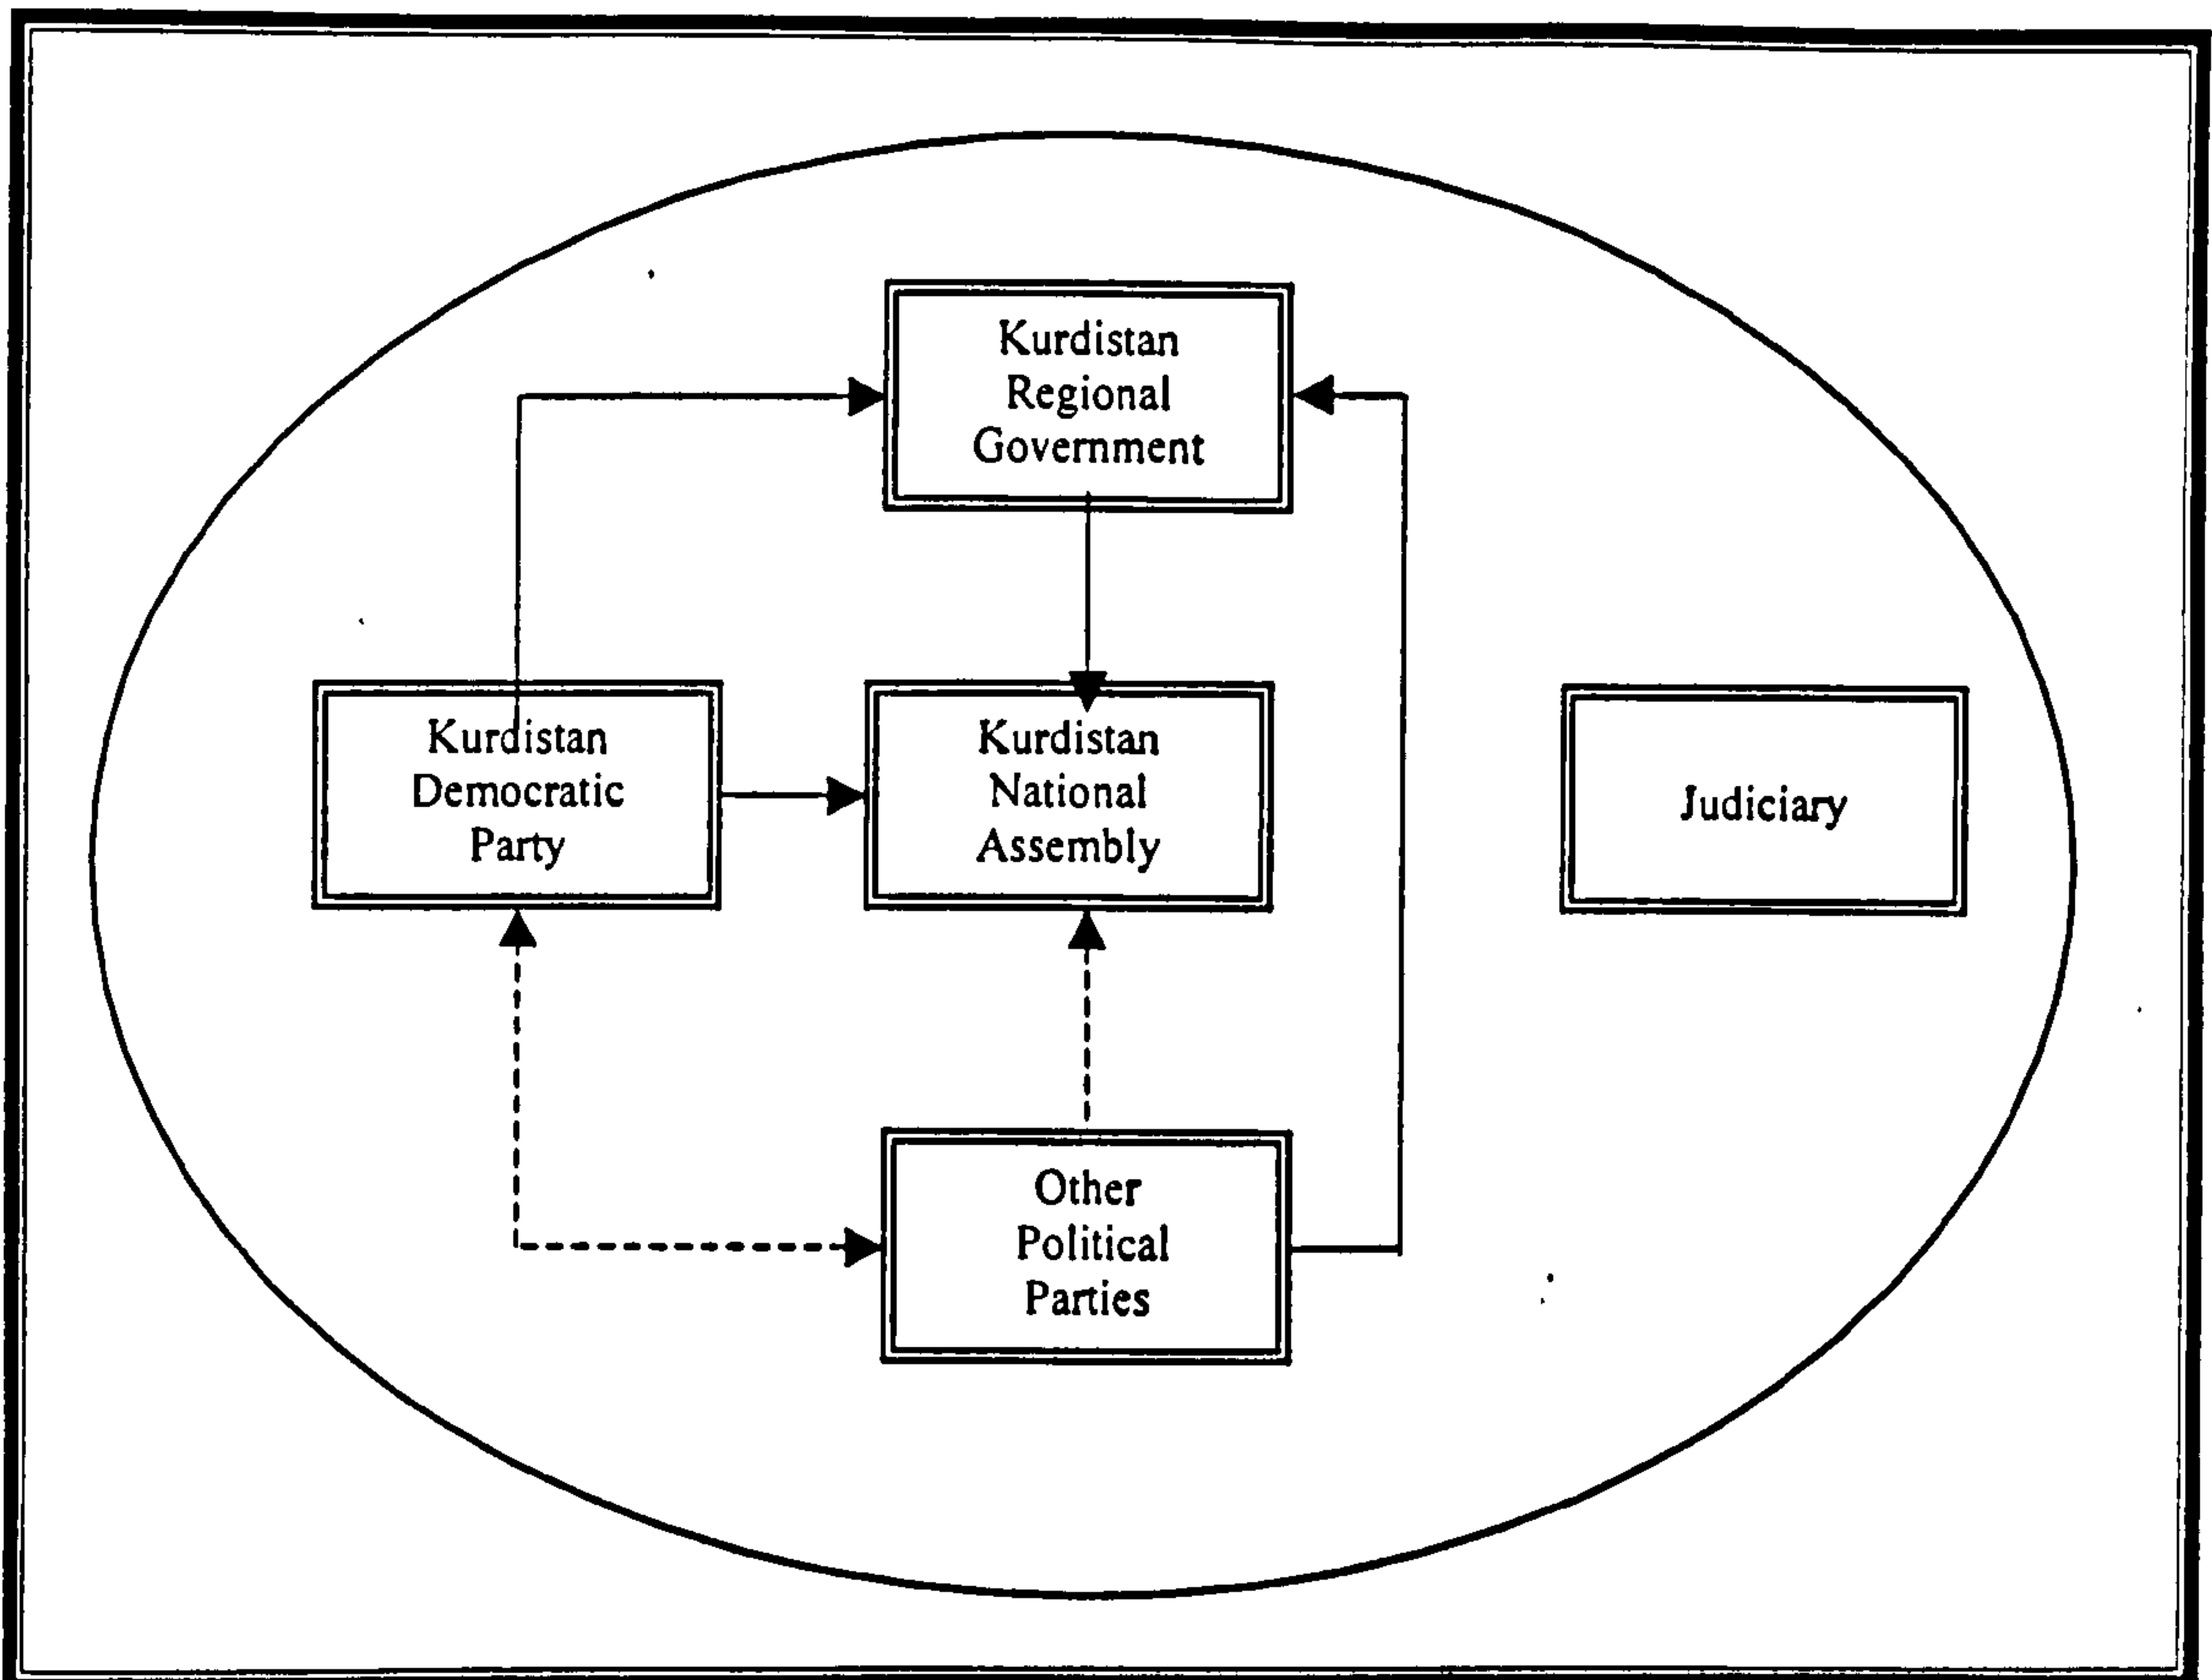 Kurdistan
Regional
Government
Kurdistan
Democratic
Party
Kurdistan
National
Assembly
Judiciary
Other
Political
Parties